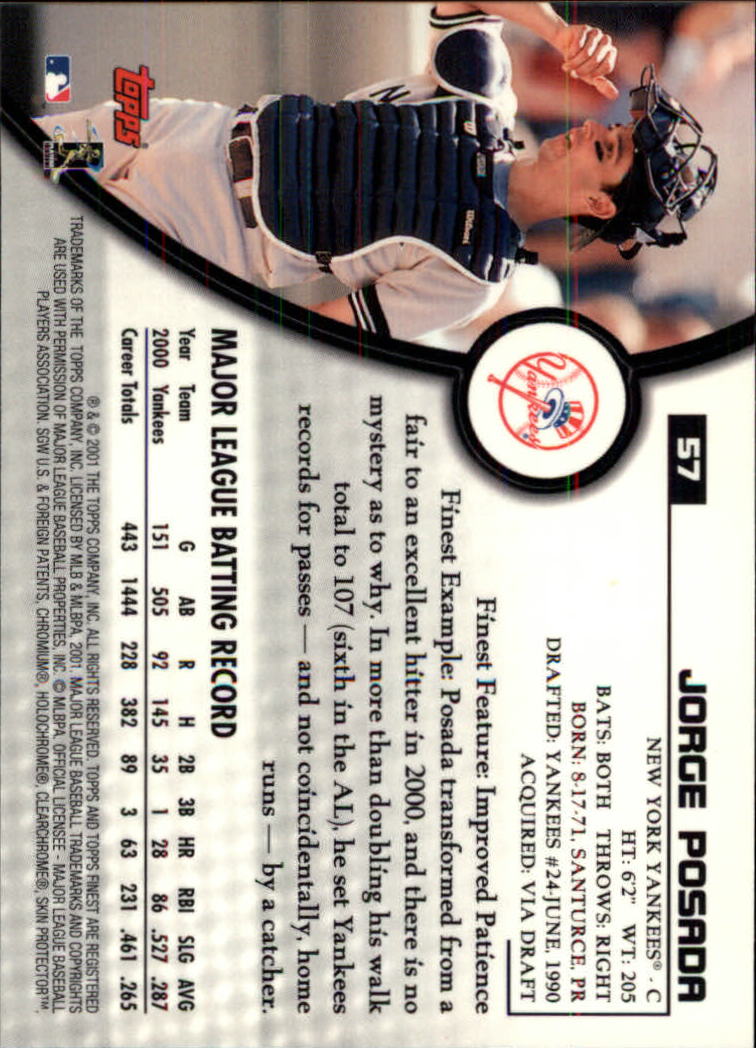 57
JORGE POSADA
NEW YORK YANKEES® - C
HT: 6'2" WT: 205
BATS: BOTH THROWS: RIGHT
BORN: 8-17-71, SANTURCE, PR
DRAFTED: YANKEES #24-JUNE, 1990
ACQUIRED: VIA DRAFT
Yankees
Finest Feature: Improved Patience
Finest Example: Posada transformed from a
fair to an excellent hitter in 2000, and there is no
mystery as to why. In more than doubling his walk
total to 107 (sixth in the AL), he set Yankees
records for passes — and not coincidentally, home
runs — by a catcher.
Wilson
N
topps
MAJOR LEAGUE BATTING RECORD
Year Team G AB R H 2B 3B HR RBI SLG AVG
2000 Yankees 151 505 92 145 35 1 28 86 .527 .287
Career Totals 443 1444 228 382 89 3 63 231 .461 .265
® & © 2001 THE TOPPS COMPANY, INC. ALL RIGHTS RESERVED. TOPPS AND TOPPS FINEST ARE REGISTERED
TRADEMARKS OF THE TOPPS COMPANY, INC. LICENSED BY MLB & MLBPA, 2001. MAJOR LEAGUE BASEBALL TRADEMARKS AND COPYRIGHTS
ARE USED WITH PERMISSION OF MAJOR LEAGUE BASEBALL PROPERTIES, INC. © MLBPA, OFFICIAL LICENSEE - MAJOR LEAGUE BASEBALL
PLAYERS ASSOCIATION. SGW U.S. & FOREIGN PATENTS, CHROMIUM®, HOLOCHROME®, CLEARCHROME®, SKIN PROTECTOR™.